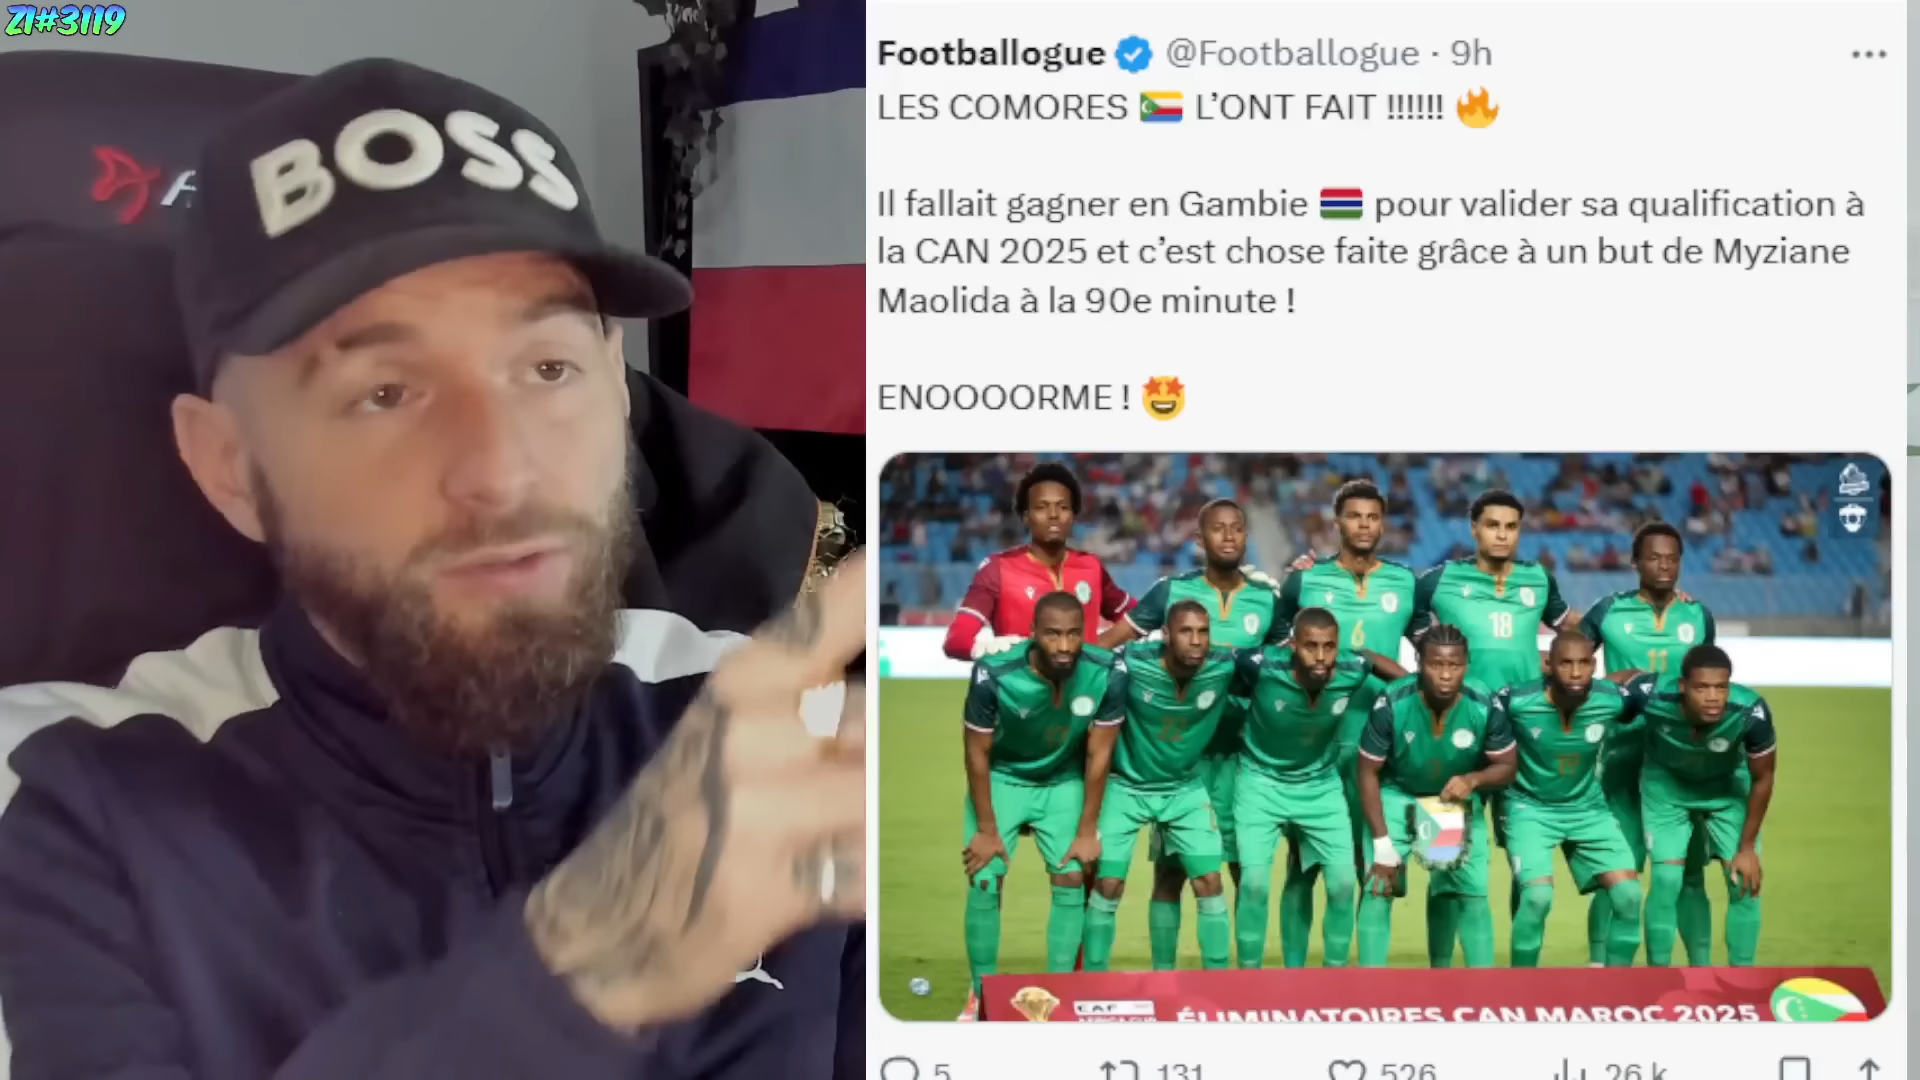 ZI#3119
BOSS
Footballogue @Footballogue · 9h
LES COMORES L’ONT FAIT !!!!!!
Il fallait gagner en Gambie pour valider sa qualification à
la CAN 2025 et c’est chose faite grâce à un but de Myziane
Maolida à la 90e minute !
ENOOOORME !
6
18
11
CAF
ÉLIMINATOIRES CAN MAROC 2025
5 131 526 26 k